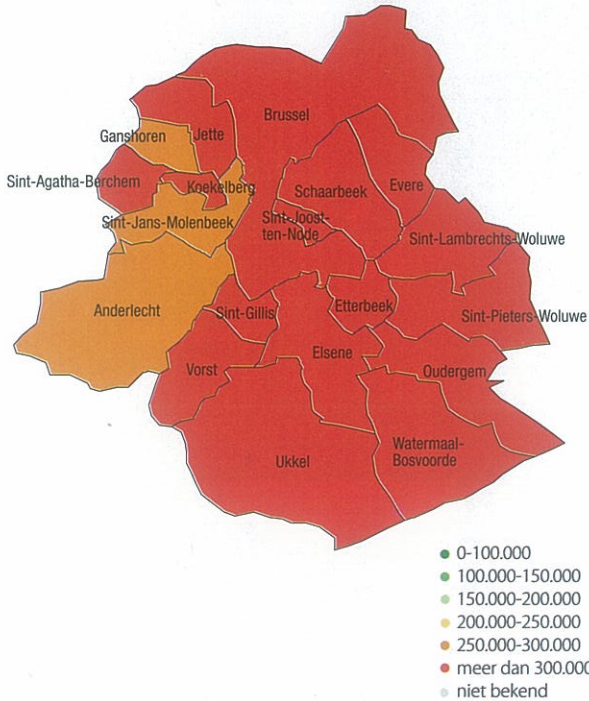 Brussel
Ganshoren
Jette
Sint-Agatha-Berchem
Koekelberg
Schaarbeek
Evere
Sint-Jans-Molenbeek
Sint-Joost-
ten-Node
Sint-Lambrechts-Woluwe
Anderlecht
Sint-Gillis
Etterbeek
Sint-Pieters-Woluwe
Elsene
Vorst
Oudergem
Watermaal-
Bosvoorde
Ukkel
0-100.000
100.000-150.000
150.000-200.000
200.000-250.000
250.000-300.000
meer dan 300.000
niet bekend